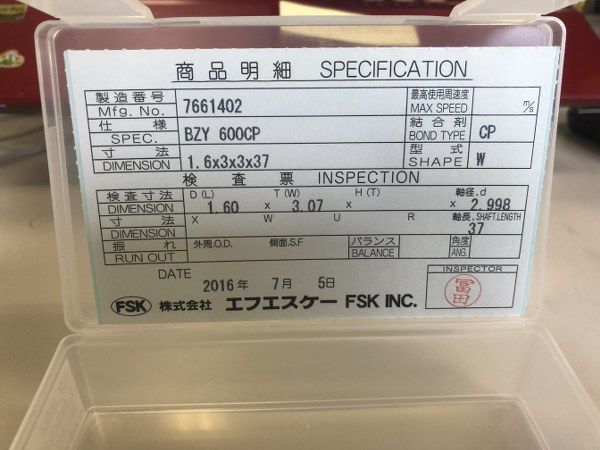 商品明細 SPECIFICATION
製造番号 Mfg. No. 7661402 最高使用周速度 MAX SPEED m/s
仕様 SPEC. BZY 600CP 結合剤 BOND TYPE CP
寸法 DIMENSION 1.6x3x3x37 型式 SHAPE W
検査票 INSPECTION
検査寸法 DIMENSION D(L) 1.60 x T(W) 3.07 x H(T) x 軸径.d 2.998
寸法 DIMENSION X W U R 軸長.SHAFT.LENGTH 37
振れ RUN OUT 外周.O.D. 側面.S.F バランス BALANCE 角度 ANG.
DATE 2016年 7月 5日
INSPECTOR
冨田
FSK 株式会社 エフエスケー FSK INC.